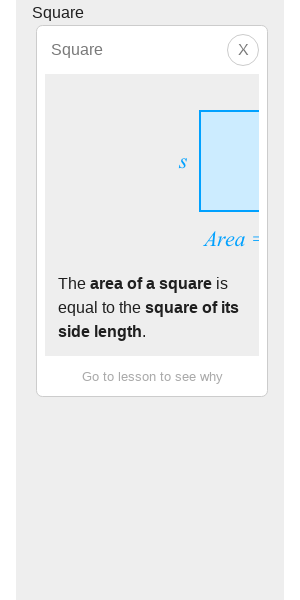 Square
Square
X
s
Area =
The area of a square is
equal to the square of its
side length.
Go to lesson to see why